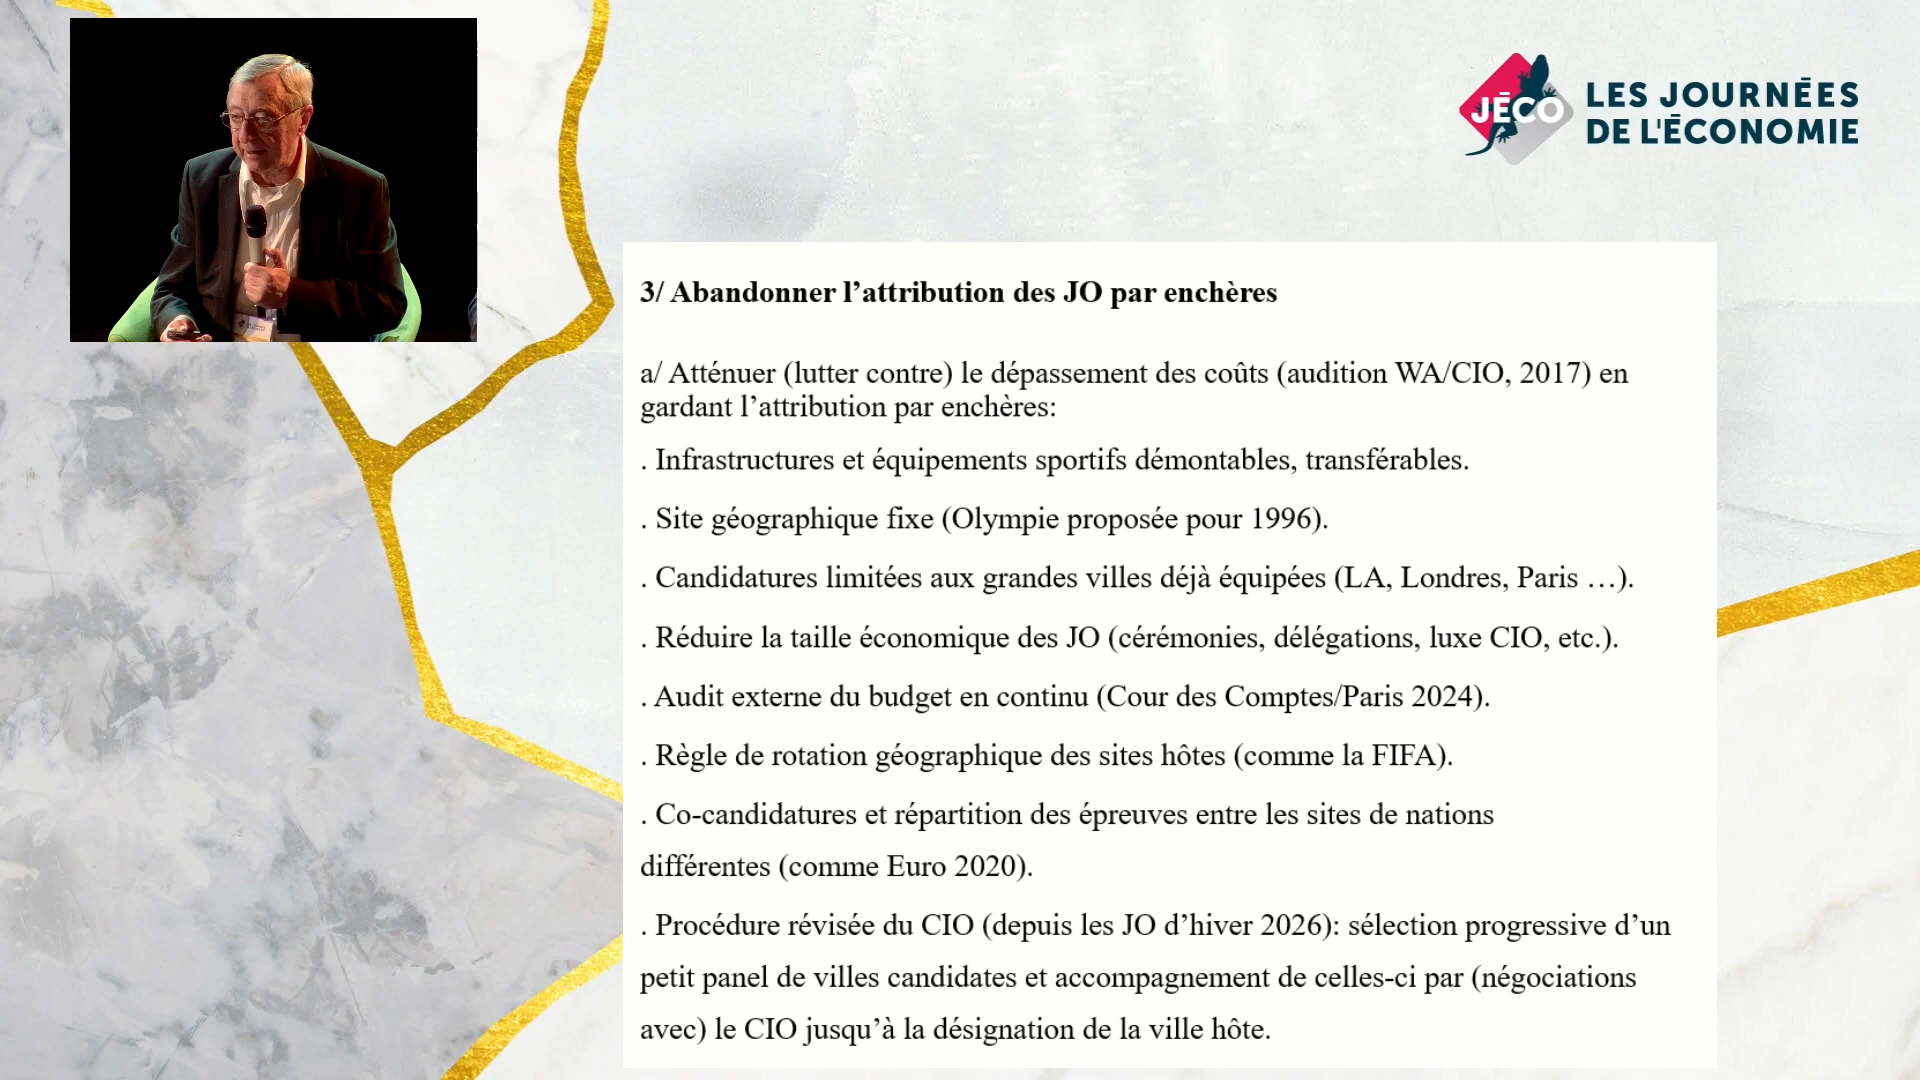 JÉCO
LES JOURNÉES
DE L'ÉCONOMIE
3/ Abandonner l’attribution des JO par enchères
a/ Atténuer (lutter contre) le dépassement des coûts (audition WA/CIO, 2017) en
gardant l’attribution par enchères:
. Infrastructures et équipements sportifs démontables, transférables.
. Site géographique fixe (Olympie proposée pour 1996).
. Candidatures limitées aux grandes villes déjà équipées (LA, Londres, Paris …).
. Réduire la taille économique des JO (cérémonies, délégations, luxe CIO, etc.).
. Audit externe du budget en continu (Cour des Comptes/Paris 2024).
. Règle de rotation géographique des sites hôtes (comme la FIFA).
. Co-candidatures et répartition des épreuves entre les sites de nations
différentes (comme Euro 2020).
. Procédure révisée du CIO (depuis les JO d’hiver 2026): sélection progressive d’un
petit panel de villes candidates et accompagnement de celles-ci par (négociations
avec) le CIO jusqu’à la désignation de la ville hôte.